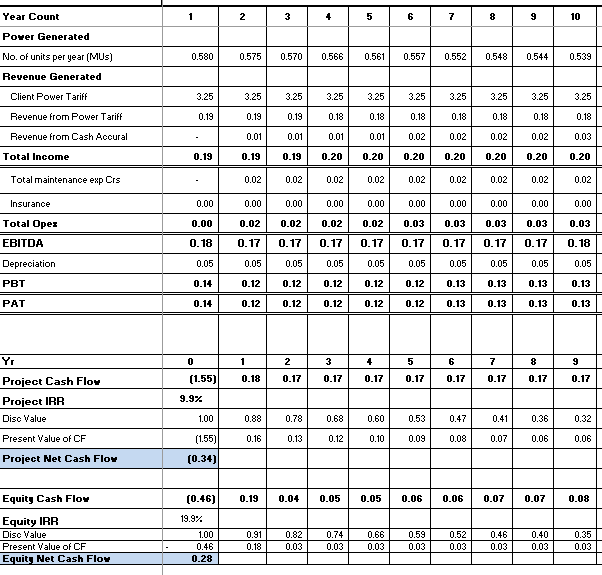 Year Count 1 2 3 4 5 6 7 8 9 10
Power Generated
No. of units per year (MUs) 0.580 0.575 0.570 0.566 0.561 0.557 0.552 0.548 0.544 0.539
Revenue Generated
Client Power Tariff 3.25 3.25 3.25 3.25 3.25 3.25 3.25 3.25 3.25 3.25
Revenue from Power Tariff 0.19 0.19 0.19 0.18 0.18 0.18 0.18 0.18 0.18 0.18
Revenue from Cash Accural - 0.01 0.01 0.01 0.01 0.02 0.02 0.02 0.02 0.03
Total Income 0.19 0.19 0.19 0.20 0.20 0.20 0.20 0.20 0.20 0.20
Total maintenance exp Crs - 0.02 0.02 0.02 0.02 0.02 0.02 0.02 0.02 0.02
Insurance 0.00 0.00 0.00 0.00 0.00 0.00 0.00 0.00 0.00 0.00
Total Opex 0.00 0.02 0.02 0.02 0.02 0.03 0.03 0.03 0.03 0.03
EBITDA 0.18 0.17 0.17 0.17 0.17 0.17 0.17 0.17 0.17 0.18
Depreciation 0.05 0.05 0.05 0.05 0.05 0.05 0.05 0.05 0.05 0.05
PBT 0.14 0.12 0.12 0.12 0.12 0.13 0.13 0.13 0.13 0.13
PAT 0.14 0.12 0.12 0.12 0.12 0.12 0.13 0.13 0.13 0.13
Yr 0 1 2 3 4 5 6 7 8 9
Project Cash Flow (1.55) 0.18 0.17 0.17 0.17 0.17 0.17 0.17 0.17 0.17
Project IRR 9.9%
Disc Value 1.00 0.88 0.78 0.68 0.60 0.53 0.47 0.41 0.36 0.32
Present Value of CF (1.55) 0.16 0.13 0.12 0.10 0.09 0.08 0.07 0.06 0.06
Project Net Cash Flow (0.34)
Equity Cash Flow (0.46) 0.19 0.04 0.05 0.05 0.06 0.06 0.07 0.07 0.08
Equity IRR 19.9%
Disc Value 1.00 0.91 0.82 0.74 0.66 0.59 0.52 0.46 0.40 0.35
Present Value of CF - 0.46 0.18 0.03 0.03 0.03 0.03 0.03 0.03 0.03 0.03
Equity Net Cash Flow 0.28